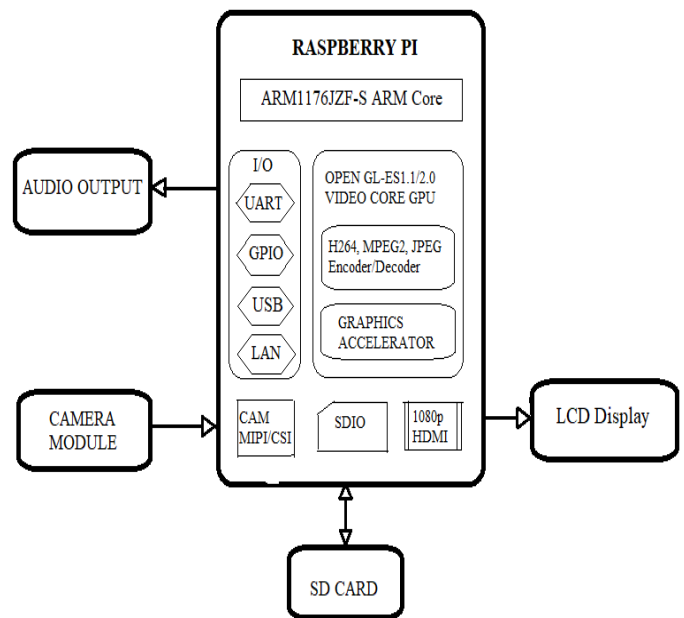 RASPBERRY PI
ARM1176JZF-S ARM Core
I/O
UART
GPIO
USB
LAN
OPEN GL-ES1.1/2.0
VIDEO CORE GPU
H264, MPEG2, JPEG
Encoder/Decoder
GRAPHICS
ACCELERATOR
CAM
MIPI/CSI
SDIO
1080p
HDMI
AUDIO OUTPUT
CAMERA
MODULE
LCD Display
SD CARD